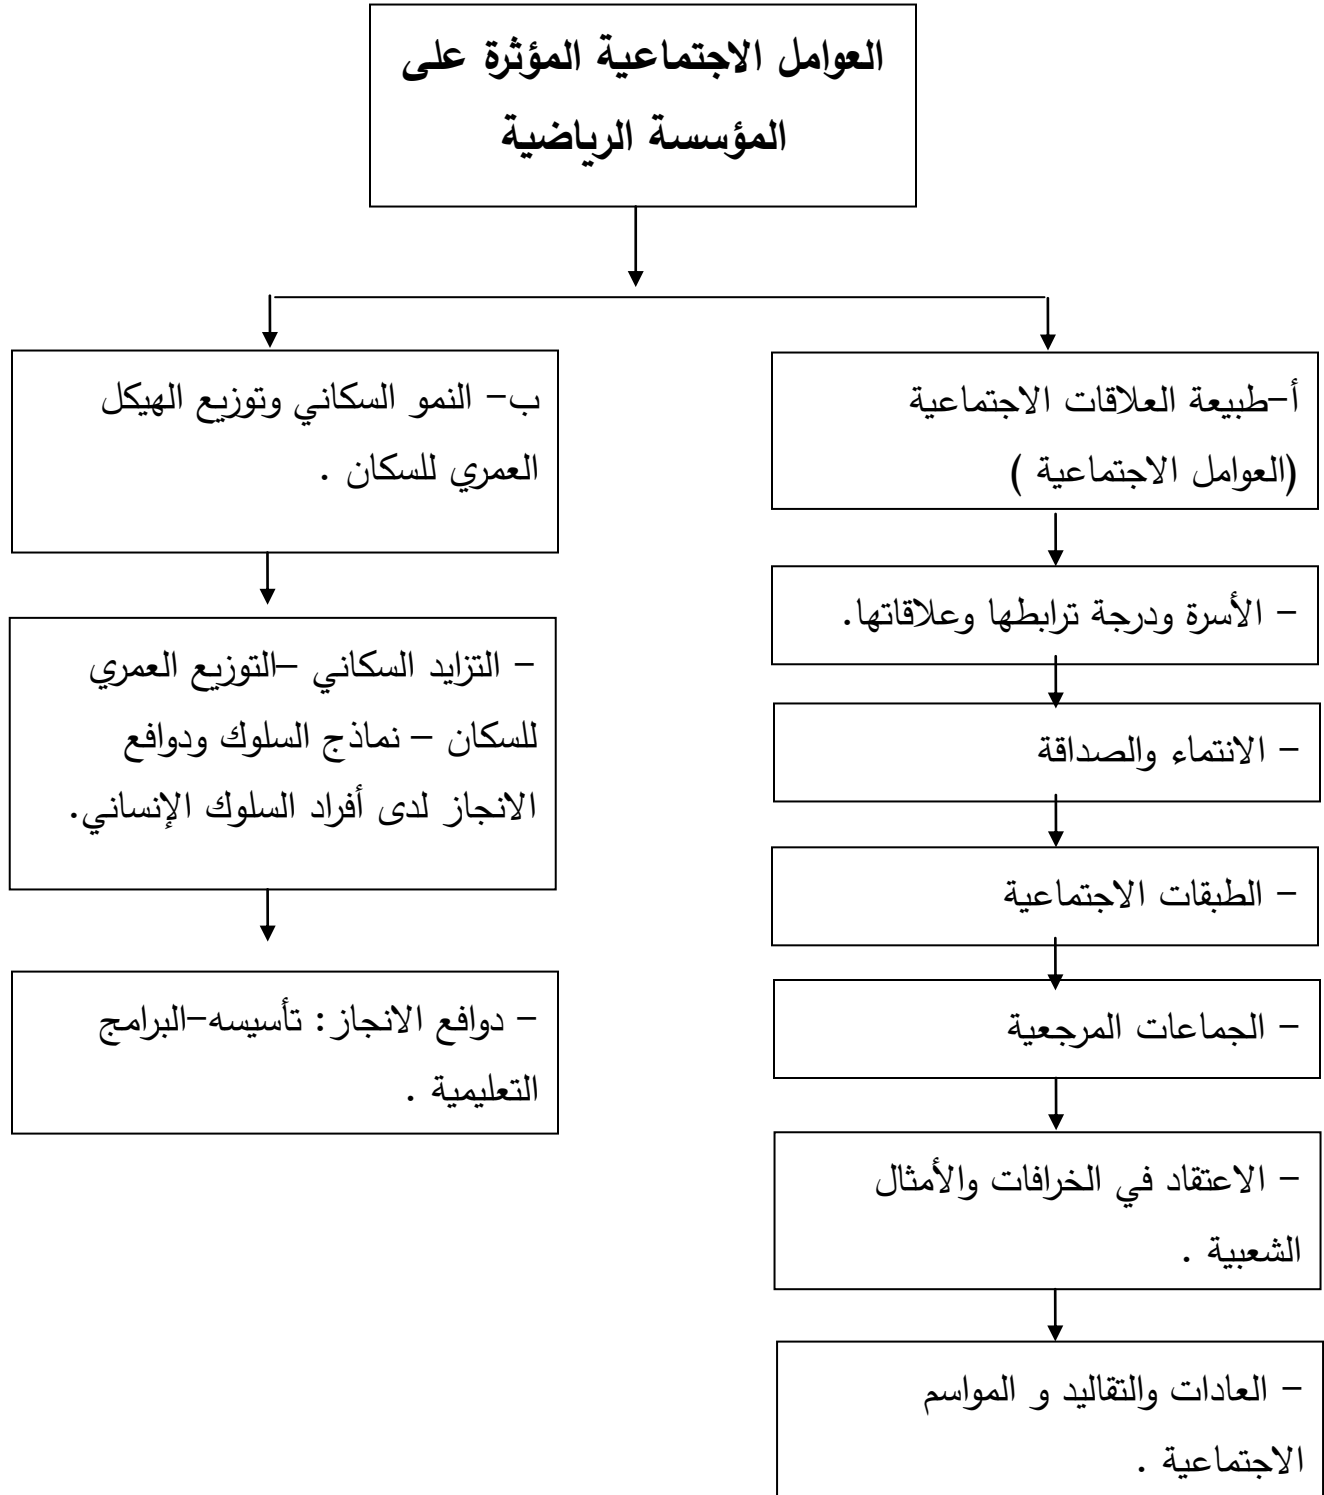 العوامل الاجتماعية المؤثرة على
المؤسسة الرياضية
أ-طبيعة العلاقات الاجتماعية
(العوامل الاجتماعية )
- الأسرة ودرجة ترابطها وعلاقاتها.
- الانتماء والصداقة
- الطبقات الاجتماعية
- الجماعات المرجعية
- الاعتقاد في الخرافات والأمثال
الشعبية .
- العادات والتقاليد و المواسم
الاجتماعية .
ب- النمو السكاني وتوزيع الهيكل
العمري للسكان .
- التزايد السكاني –التوزيع العمري
للسكان – نماذج السلوك ودوافع
الانجاز لدى أفراد السلوك الإنساني.
- دوافع الانجاز : تأسيسه-البرامج
التعليمية .